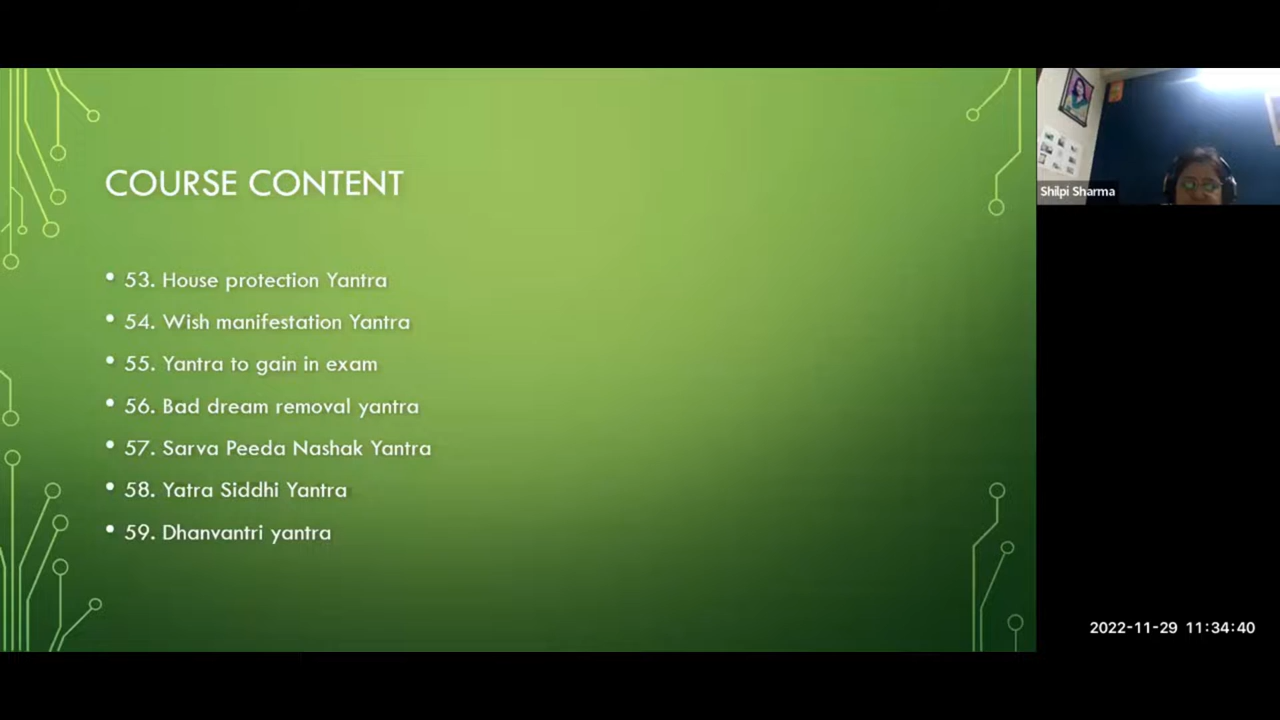 COURSE CONTENT
• 53. House protection Yantra
• 54. Wish manifestation Yantra
• 55. Yantra to gain in exam
• 56. Bad dream removal yantra
• 57. Sarva Peeda Nashak Yantra
• 58. Yatra Siddhi Yantra
• 59. Dhanvantri yantra
Shilpi Sharma
2022-11-29 11:34:40